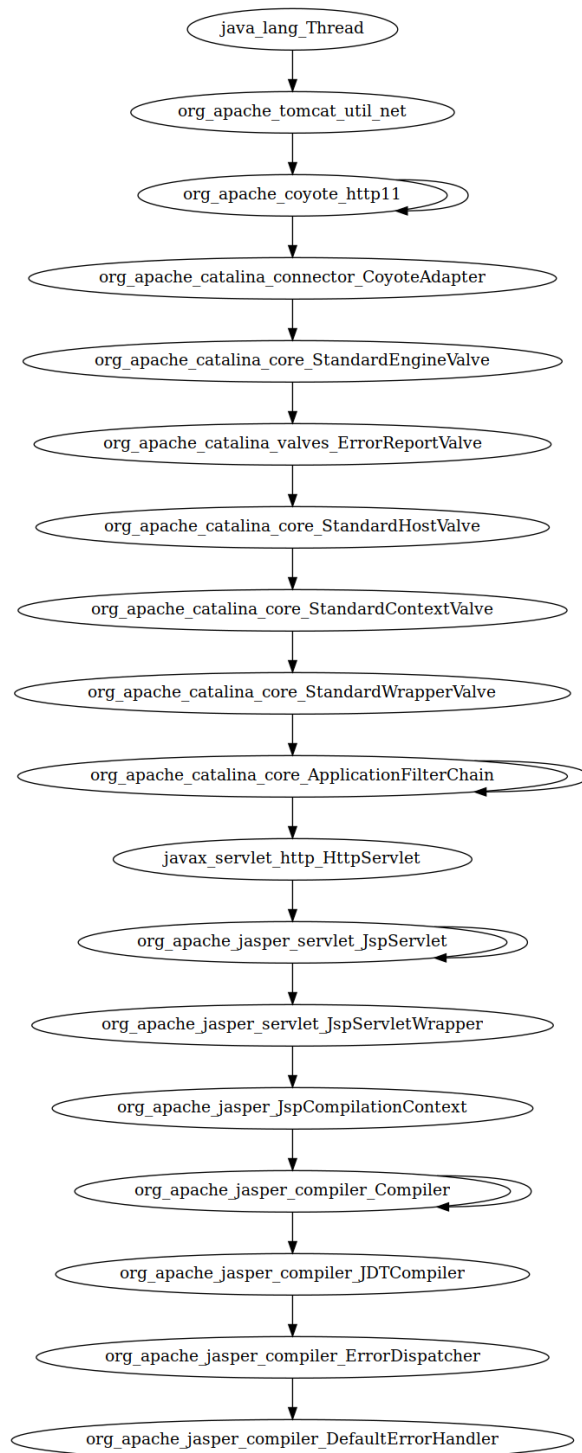 java_lang_Thread
org_apache_tomcat_util_net
org_apache_coyote_http11
org_apache_catalina_connector_CoyoteAdapter
org_apache_catalina_core_StandardEngineValve
org_apache_catalina_valves_ErrorReportValve
org_apache_catalina_core_StandardHostValve
org_apache_catalina_core_StandardContextValve
org_apache_catalina_core_StandardWrapperValve
org_apache_catalina_core_ApplicationFilterChain
javax_servlet_http_HttpServlet
org_apache_jasper_servlet_JspServlet
org_apache_jasper_servlet_JspServletWrapper
org_apache_jasper_JspCompilationContext
org_apache_jasper_compiler_Compiler
org_apache_jasper_compiler_JDTCompiler
org_apache_jasper_compiler_ErrorDispatcher
org_apache_jasper_compiler_DefaultErrorHandler